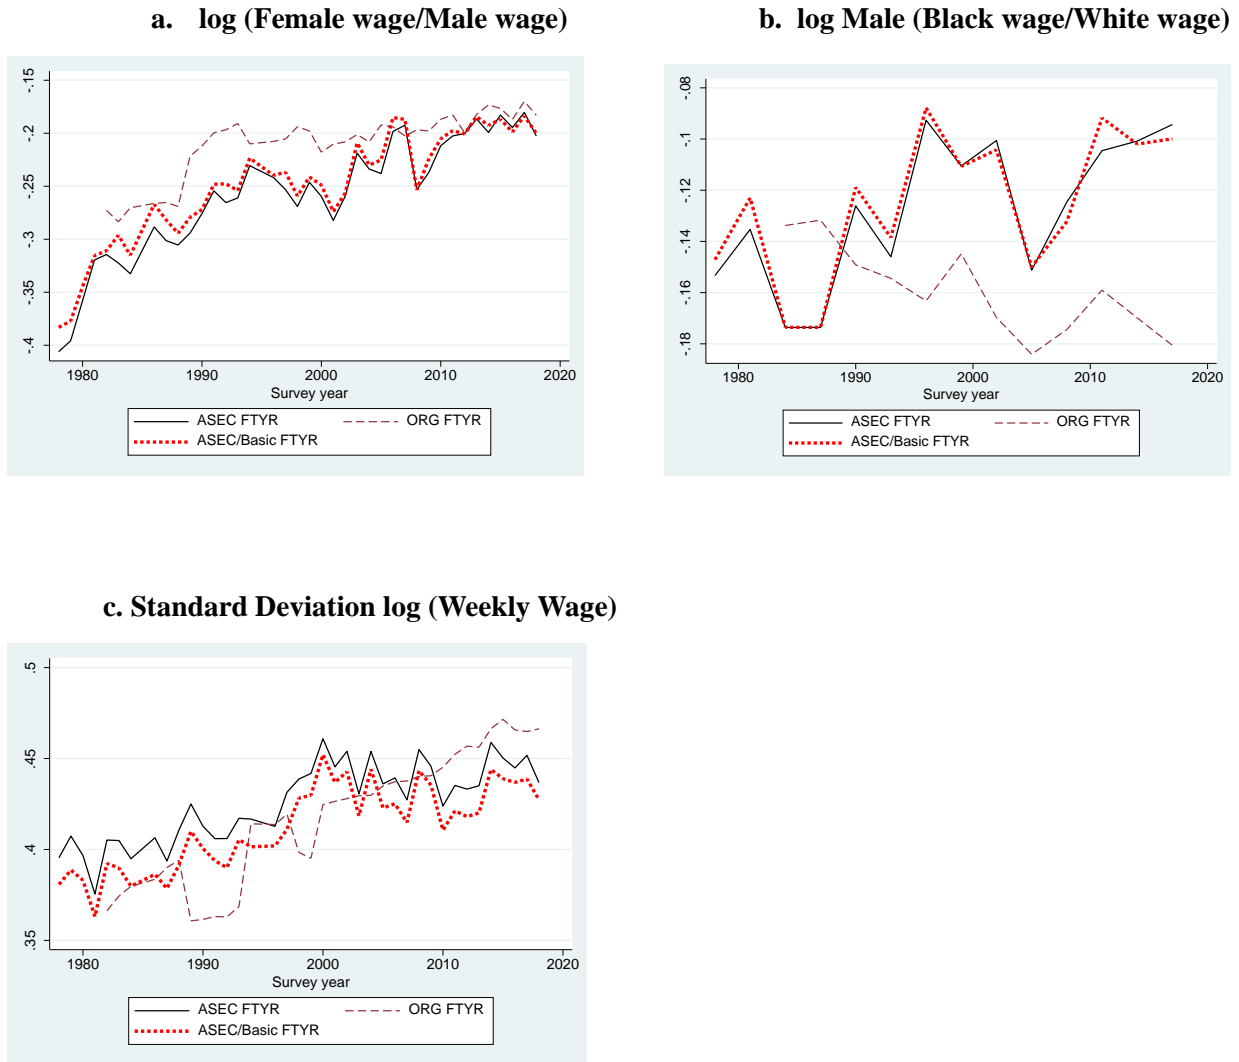 a. log (Female wage/Male wage)
-.15
-.2
-.25
-.3
-.35
-.4
1980 1990 2000 2010 2020
Survey year
ASEC FTYR ORG FTYR
ASEC/Basic FTYR
b. log Male (Black wage/White wage)
-.08
-.1
-.12
-.14
-.16
-.18
1980 1990 2000 2010 2020
Survey year
ASEC FTYR ORG FTYR
ASEC/Basic FTYR
c. Standard Deviation log (Weekly Wage)
.5
.45
.4
.35
1980 1990 2000 2010 2020
Survey year
ASEC FTYR ORG FTYR
ASEC/Basic FTYR